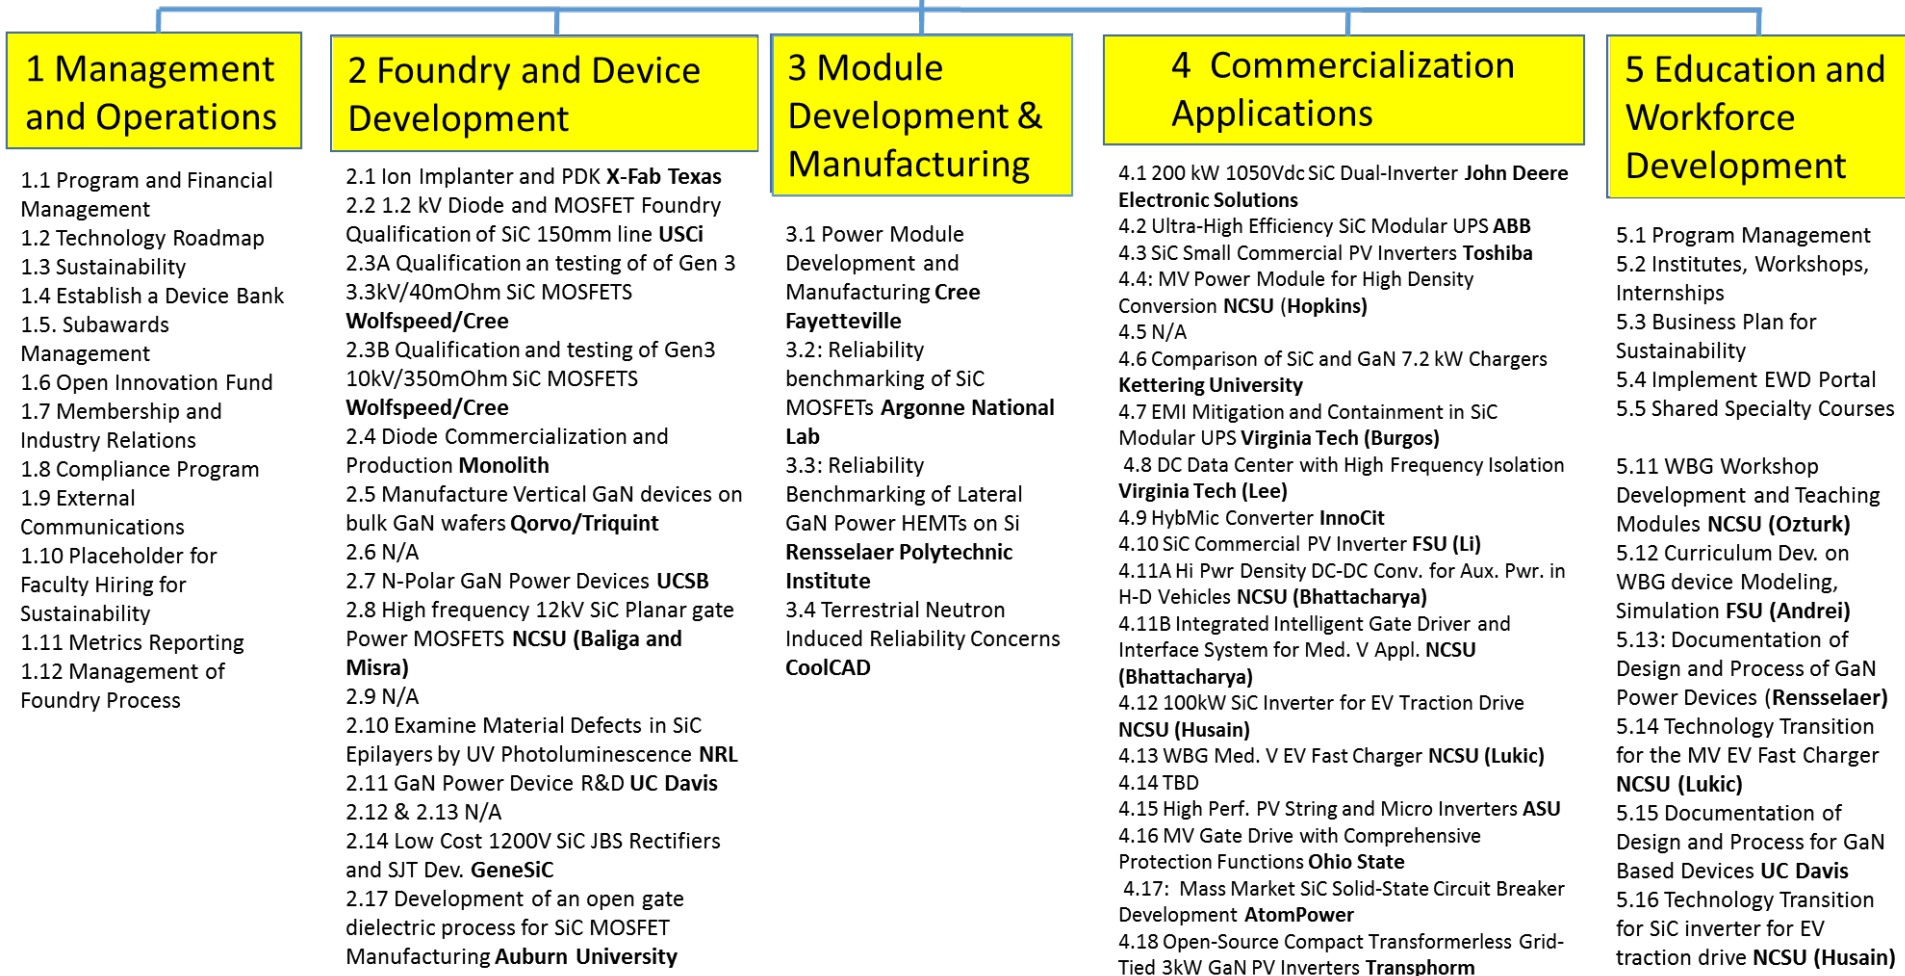 1 Management
and Operations
1.1 Program and Financial
Management
1.2 Technology Roadmap
1.3 Sustainability
1.4 Establish a Device Bank
1.5. Subawards
Management
1.6 Open Innovation Fund
1.7 Membership and
Industry Relations
1.8 Compliance Program
1.9 External
Communications
1.10 Placeholder for
Faculty Hiring for
Sustainability
1.11 Metrics Reporting
1.12 Management of
Foundry Process
2 Foundry and Device
Development
2.1 Ion Implanter and PDK X-Fab Texas
2.2 1.2 kV Diode and MOSFET Foundry
Qualification of SiC 150mm line USCi
2.3A Qualification an testing of of Gen 3
3.3kV/40mOhm SiC MOSFETS
Wolfspeed/Cree
2.3B Qualification and testing of Gen3
10kV/350mOhm SiC MOSFETS
Wolfspeed/Cree
2.4 Diode Commercialization and
Production Monolith
2.5 Manufacture Vertical GaN devices on
bulk GaN wafers Qorvo/Triquint
2.6 N/A
2.7 N-Polar GaN Power Devices UCSB
2.8 High frequency 12kV SiC Planar gate
Power MOSFETS NCSU (Baliga and
Misra)
2.9 N/A
2.10 Examine Material Defects in SiC
Epilayers by UV Photoluminescence NRL
2.11 GaN Power Device R&D UC Davis
2.12 & 2.13 N/A
2.14 Low Cost 1200V SiC JBS Rectifiers
and SJT Dev. GeneSiC
2.17 Development of an open gate
dielectric process for SiC MOSFET
Manufacturing Auburn University
3 Module
Development &
Manufacturing
3.1 Power Module
Development and
Manufacturing Cree
Fayetteville
3.2: Reliability
benchmarking of SiC
MOSFETs Argonne National
Lab
3.3: Reliability
Benchmarking of Lateral
GaN Power HEMTs on Si
Rensselaer Polytechnic
Institute
3.4 Terrestrial Neutron
Induced Reliability Concerns
CoolCAD
4 Commercialization
Applications
4.1 200 kW 1050Vdc SiC Dual-Inverter John Deere
Electronic Solutions
4.2 Ultra-High Efficiency SiC Modular UPS ABB
4.3 SiC Small Commercial PV Inverters Toshiba
4.4: MV Power Module for High Density
Conversion NCSU (Hopkins)
4.5 N/A
4.6 Comparison of SiC and GaN 7.2 kW Chargers
Kettering University
4.7 EMI Mitigation and Containment in SiC
Modular UPS Virginia Tech (Burgos)
4.8 DC Data Center with High Frequency Isolation
Virginia Tech (Lee)
4.9 HybMic Converter InnoCit
4.10 SiC Commercial PV Inverter FSU (Li)
4.11A Hi Pwr Density DC-DC Conv. for Aux. Pwr. in
H-D Vehicles NCSU (Bhattacharya)
4.11B Integrated Intelligent Gate Driver and
Interface System for Med. V Appl. NCSU
(Bhattacharya)
4.12 100kW SiC Inverter for EV Traction Drive
NCSU (Husain)
4.13 WBG Med. V EV Fast Charger NCSU (Lukic)
4.14 TBD
4.15 High Perf. PV String and Micro Inverters ASU
4.16 MV Gate Drive with Comprehensive
Protection Functions Ohio State
4.17: Mass Market SiC Solid-State Circuit Breaker
Development AtomPower
4.18 Open-Source Compact Transformerless Grid-
Tied 3kW GaN PV Inverters Transphorm
5 Education and
Workforce
Development
5.1 Program Management
5.2 Institutes, Workshops,
Internships
5.3 Business Plan for
Sustainability
5.4 Implement EWD Portal
5.5 Shared Specialty Courses
5.11 WBG Workshop
Development and Teaching
Modules NCSU (Ozturk)
5.12 Curriculum Dev. on
WBG device Modeling,
Simulation FSU (Andrei)
5.13: Documentation of
Design and Process of GaN
Power Devices (Rensselaer)
5.14 Technology Transition
for the MV EV Fast Charger
NCSU (Lukic)
5.15 Documentation of
Design and Process for GaN
Based Devices UC Davis
5.16 Technology Transition
for SiC inverter for EV
traction drive NCSU (Husain)